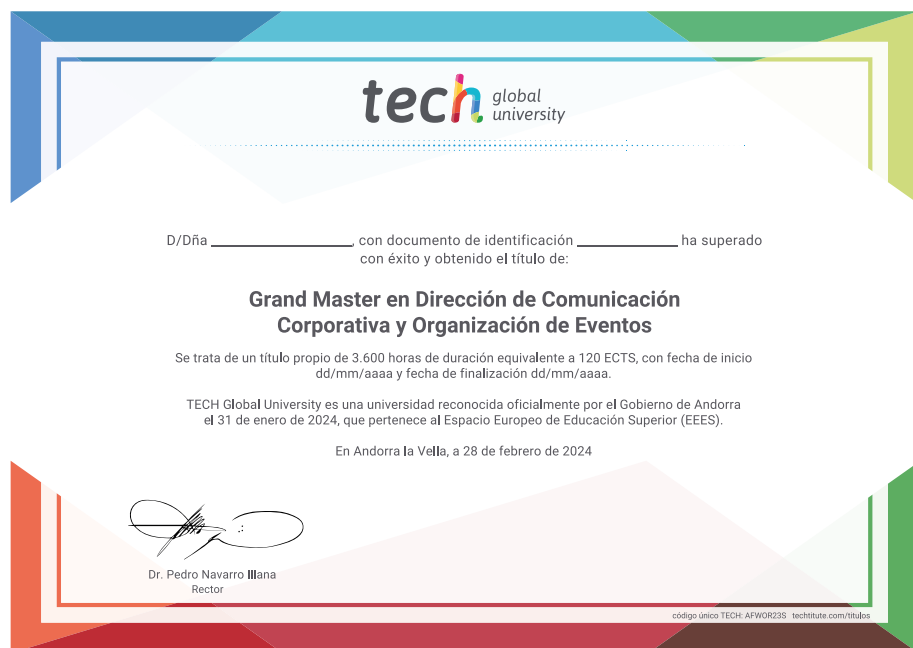 tech global university
D/Dña ____________________, con documento de identificación ______________ ha superado
con éxito y obtenido el título de:
Grand Master en Dirección de Comunicación
Corporativa y Organización de Eventos
Se trata de un título propio de 3.600 horas de duración equivalente a 120 ECTS, con fecha de inicio
dd/mm/aaaa y fecha de finalización dd/mm/aaaa.
TECH Global University es una universidad reconocida oficialmente por el Gobierno de Andorra
el 31 de enero de 2024, que pertenece al Espacio Europeo de Educación Superior (EEES).
En Andorra la Vella, a 28 de febrero de 2024
Dr. Pedro Navarro Illana
Rector
código único TECH: AFWOR23S techtitute.com/titulos